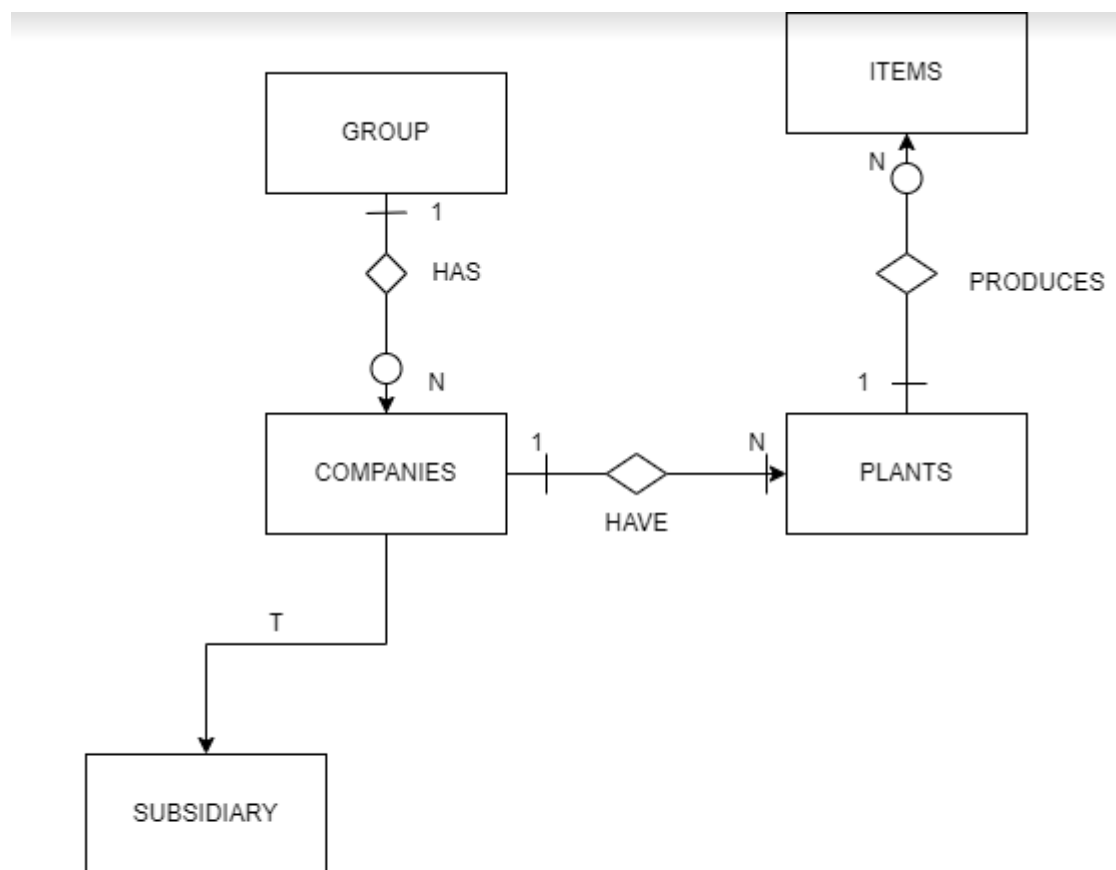 ITEMS
GROUP
N
1
HAS
PRODUCES
N
1
1
N
COMPANIES
PLANTS
HAVE
T
SUBSIDIARY